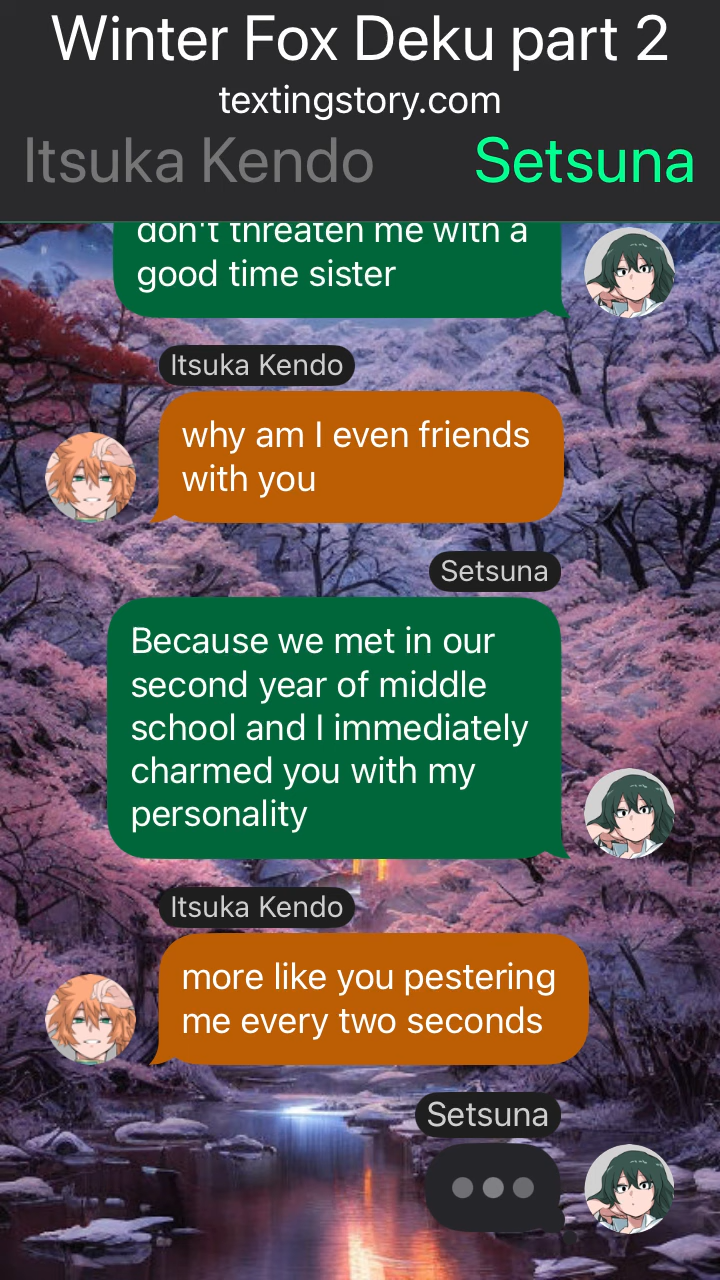 Winter Fox Deku part 2
textingstory.com
Itsuka Kendo
Setsuna
don't threaten me with a
good time sister
Itsuka Kendo
why am I even friends
with you
Setsuna
Because we met in our
second year of middle
school and I immediately
charmed you with my
personality
Itsuka Kendo
more like you pestering
me every two seconds
Setsuna